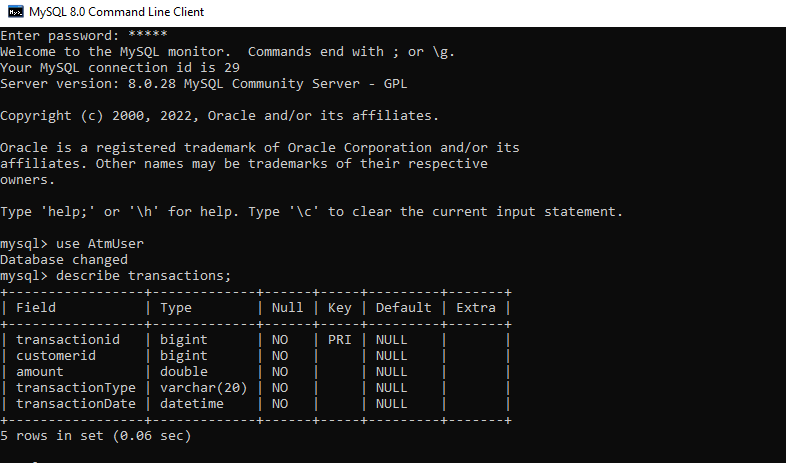 MySQL 8.0 Command Line Client
Enter password: *****
Welcome to the MySQL monitor.  Commands end with ; or \g.
Your MySQL connection id is 29
Server version: 8.0.28 MySQL Community Server - GPL
Copyright (c) 2000, 2022, Oracle and/or its affiliates.
Oracle is a registered trademark of Oracle Corporation and/or its
affiliates. Other names may be trademarks of their respective
owners.
Type 'help;' or '\h' for help. Type '\c' to clear the current input statement.
mysql> use AtmUser
Database changed
mysql> describe transactions;
+-----------------+-------------+------+-----+---------+-------+
| Field           | Type        | Null | Key | Default | Extra |
+-----------------+-------------+------+-----+---------+-------+
| transactionid   | bigint      | NO   | PRI | NULL    |       |
| customerid      | bigint      | NO   |     | NULL    |       |
| amount          | double      | NO   |     | NULL    |       |
| transactionType | varchar(20) | NO   |     | NULL    |       |
| transactionDate | datetime    | NO   |     | NULL    |       |
+-----------------+-------------+------+-----+---------+-------+
5 rows in set (0.06 sec)